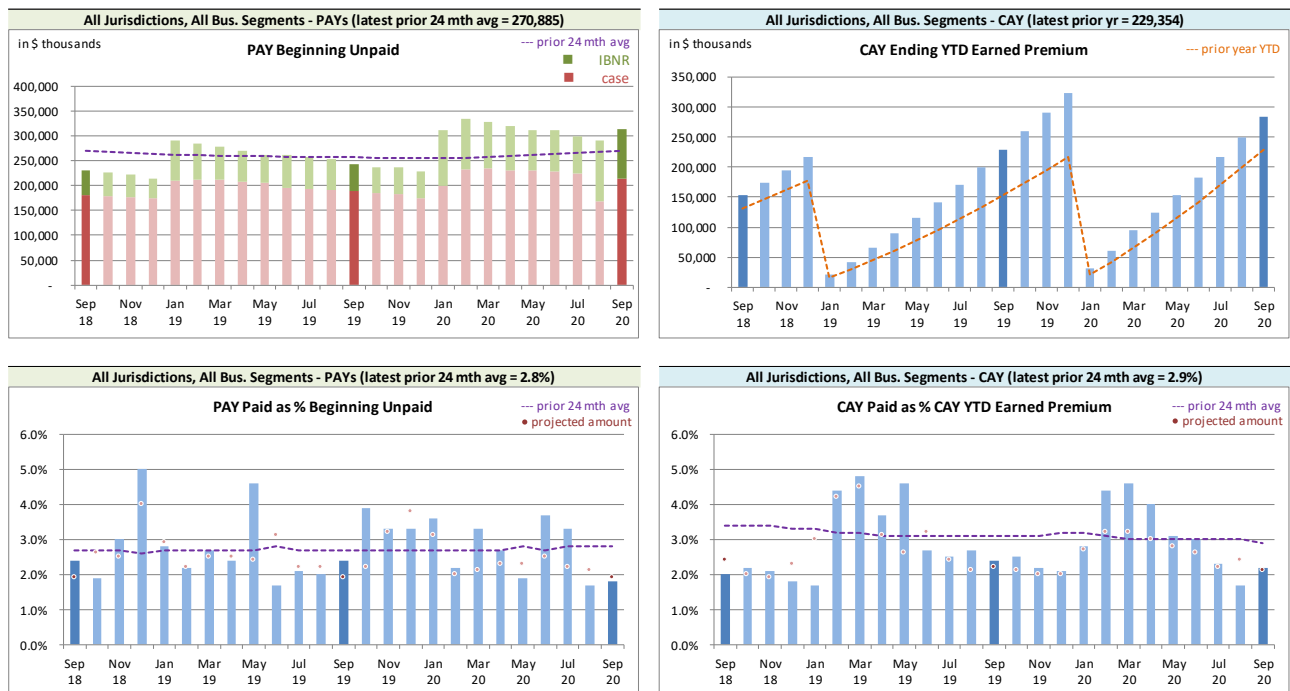 All Jurisdictions, All Bus. Segments - PAYs (latest prior 24 mth avg = 270,885)
in $ thousands
PAY Beginning Unpaid
--- prior 24 mth avg
IBNR
case
400,000
350,000
300,000
250,000
200,000
150,000
100,000
50,000
-
Sep Nov Jan Mar May Jul Sep Nov Jan Mar May Jul Sep
18 18 19 19 19 19 19 19 20 20 20 20 20
All Jurisdictions, All Bus. Segments - CAY (latest prior yr = 229,354)
in $ thousands
CAY Ending YTD Earned Premium
--- prior year YTD
350,000
300,000
250,000
200,000
150,000
100,000
50,000
-
Sep Nov Jan Mar May Jul Sep Nov Jan Mar May Jul Sep
18 18 19 19 19 19 19 19 20 20 20 20 20
All Jurisdictions, All Bus. Segments - PAYs (latest prior 24 mth avg = 2.8%)
PAY Paid as % Beginning Unpaid
--- prior 24 mth avg
• projected amount
6.0%
5.0%
4.0%
3.0%
2.0%
1.0%
0.0%
Sep Nov Jan Mar May Jul Sep Nov Jan Mar May Jul Sep
18 18 19 19 19 19 19 19 20 20 20 20 20
All Jurisdictions, All Bus. Segments - CAY (latest prior 24 mth avg = 2.9%)
CAY Paid as % CAY YTD Earned Premium
--- prior 24 mth avg
• projected amount
6.0%
5.0%
4.0%
3.0%
2.0%
1.0%
0.0%
Sep Nov Jan Mar May Jul Sep Nov Jan Mar May Jul Sep
18 18 19 19 19 19 19 19 20 20 20 20 20